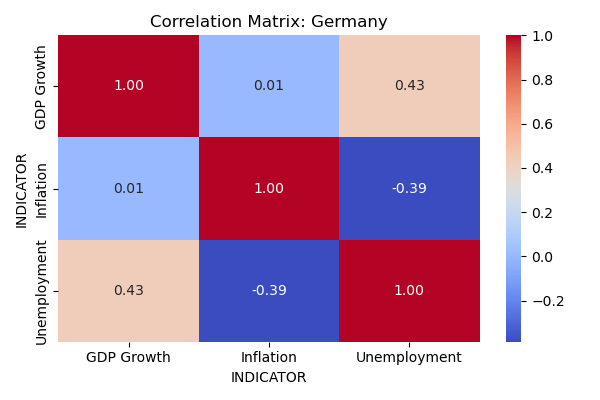 Correlation Matrix: Germany
INDICATOR
GDP Growth
1.00
0.01
0.43
Inflation
0.01
1.00
-0.39
Unemployment
0.43
-0.39
1.00
GDP Growth
Inflation
Unemployment
INDICATOR
1.0
0.8
0.6
0.4
0.2
0.0
−0.2